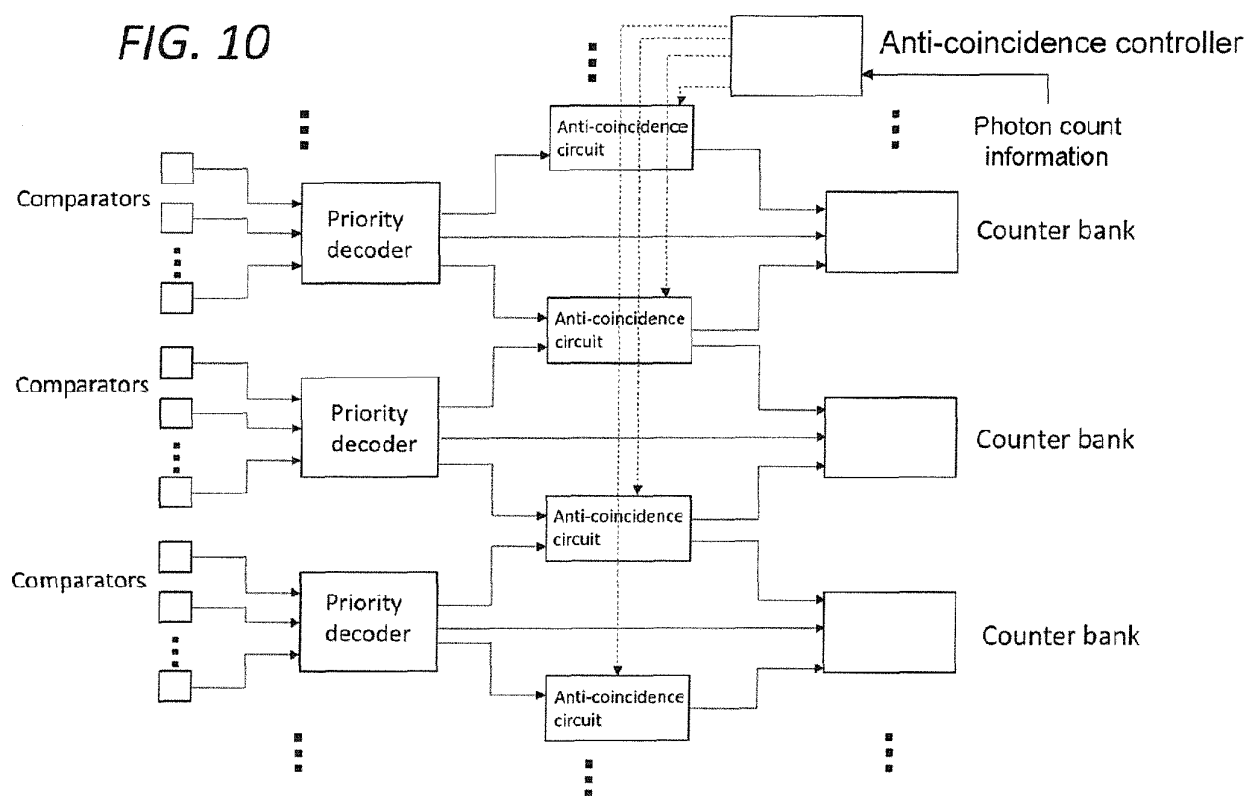 FIG. 10
Anti-coincidence controller
Photon count
information
Anti-coincidence
circuit
Comparators
Priority
decoder
Counter bank
Anti-coincidence
circuit
Comparators
Priority
decoder
Counter bank
Anti-coincidence
circuit
Comparators
Priority
decoder
Counter bank
Anti-coincidence
circuit